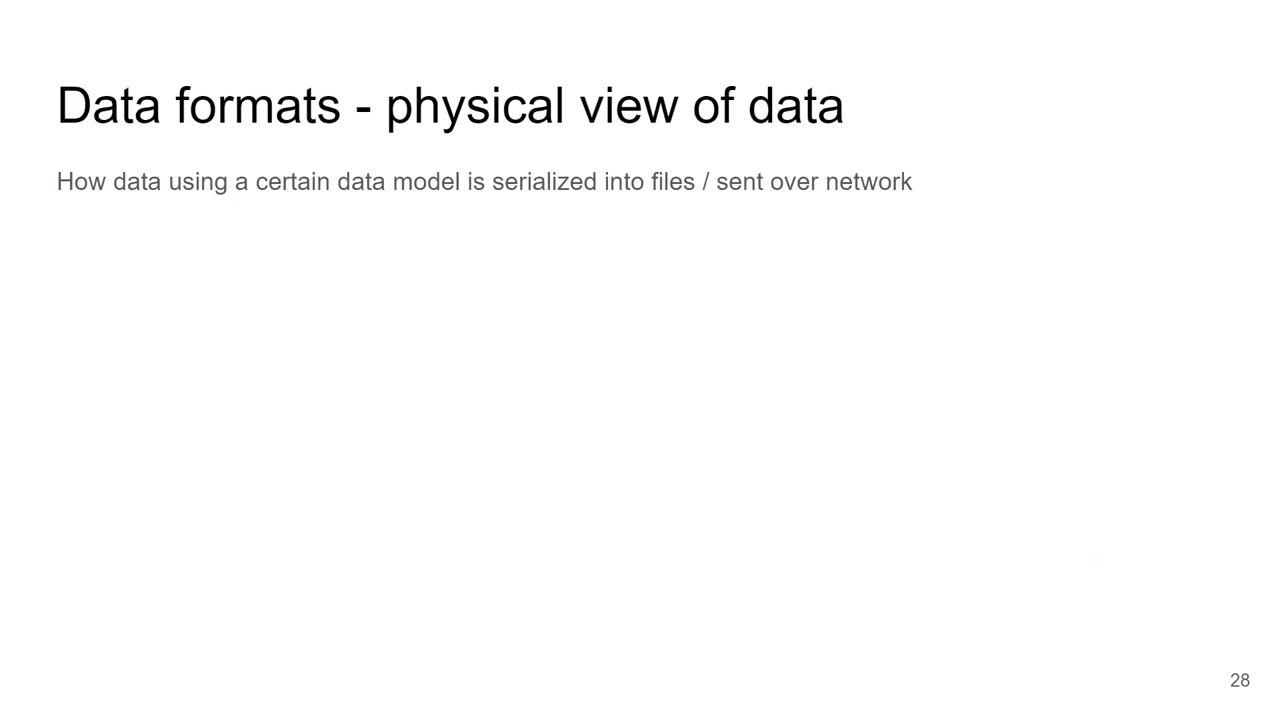 Data formats - physical view of data
How data using a certain data model is serialized into files / sent over network
28